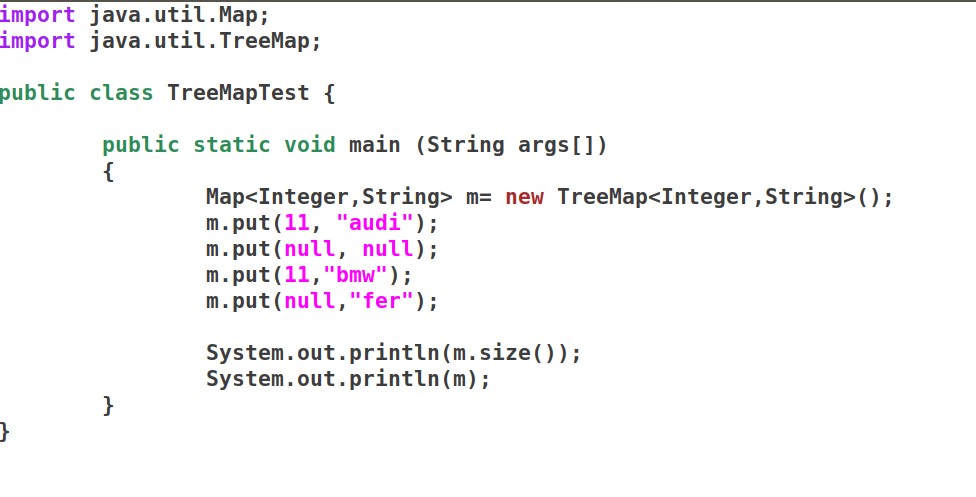 import java.util.Map;
import java.util.TreeMap;
public class TreeMapTest {
public static void main (String args[])
{
Map<Integer,String> m= new TreeMap<Integer,String>();
m.put(11, "audi");
m.put(null, null);
m.put(11,"bmw");
m.put(null,"fer");
System.out.println(m.size());
System.out.println(m);
}
}